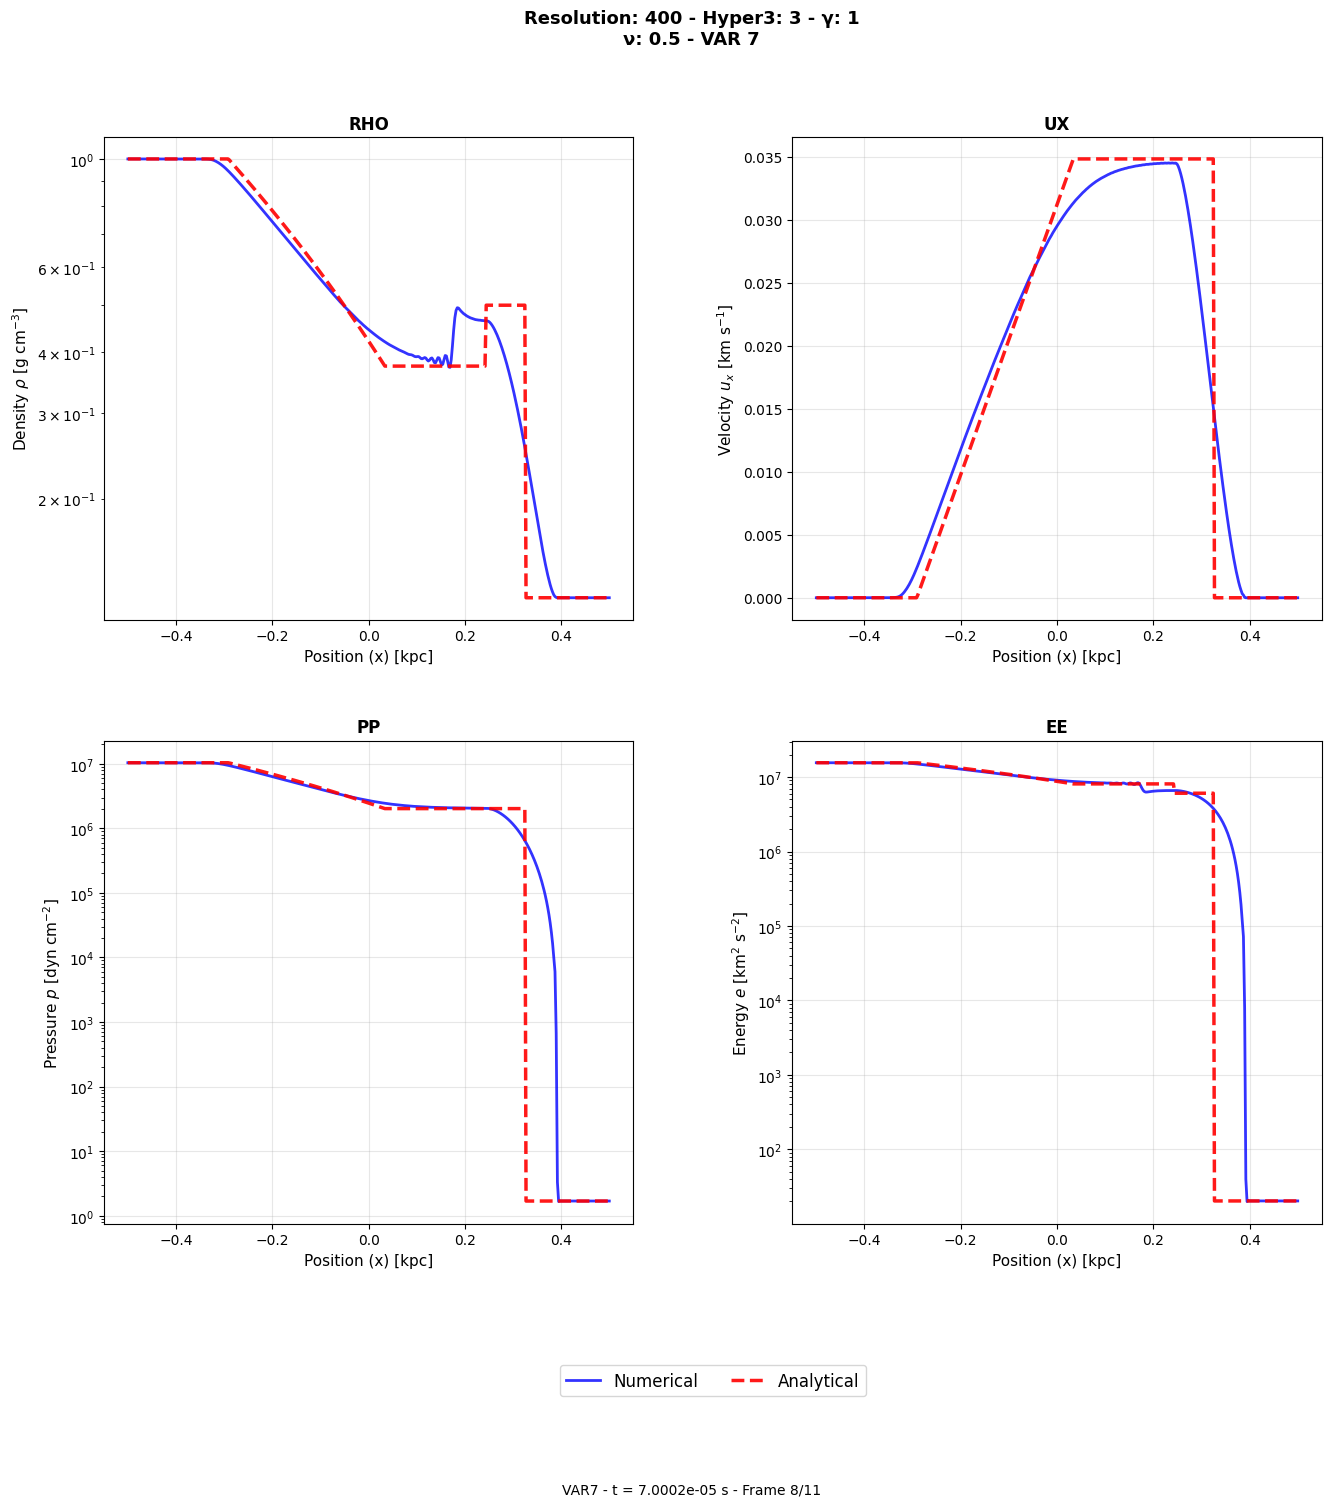 Resolution: 400 - Hyper3: 3 - γ: 1
ν: 0.5 - VAR 7
RHO
10⁰
6 × 10⁻¹
4 × 10⁻¹
3 × 10⁻¹
2 × 10⁻¹
Density ρ [g cm⁻³]
−0.4 −0.2 0.0 0.2 0.4
Position (x) [kpc]
UX
0.035
0.030
0.025
0.020
0.015
0.010
0.005
0.000
Velocity uₓ [km s⁻¹]
−0.4 −0.2 0.0 0.2 0.4
Position (x) [kpc]
PP
10⁷
10⁶
10⁵
10⁴
10³
10²
10¹
10⁰
Pressure p [dyn cm⁻²]
−0.4 −0.2 0.0 0.2 0.4
Position (x) [kpc]
EE
10⁷
10⁶
10⁵
10⁴
10³
10²
Energy e [km² s⁻²]
−0.4 −0.2 0.0 0.2 0.4
Position (x) [kpc]
Numerical Analytical
VAR7 - t = 7.0002e-05 s - Frame 8/11